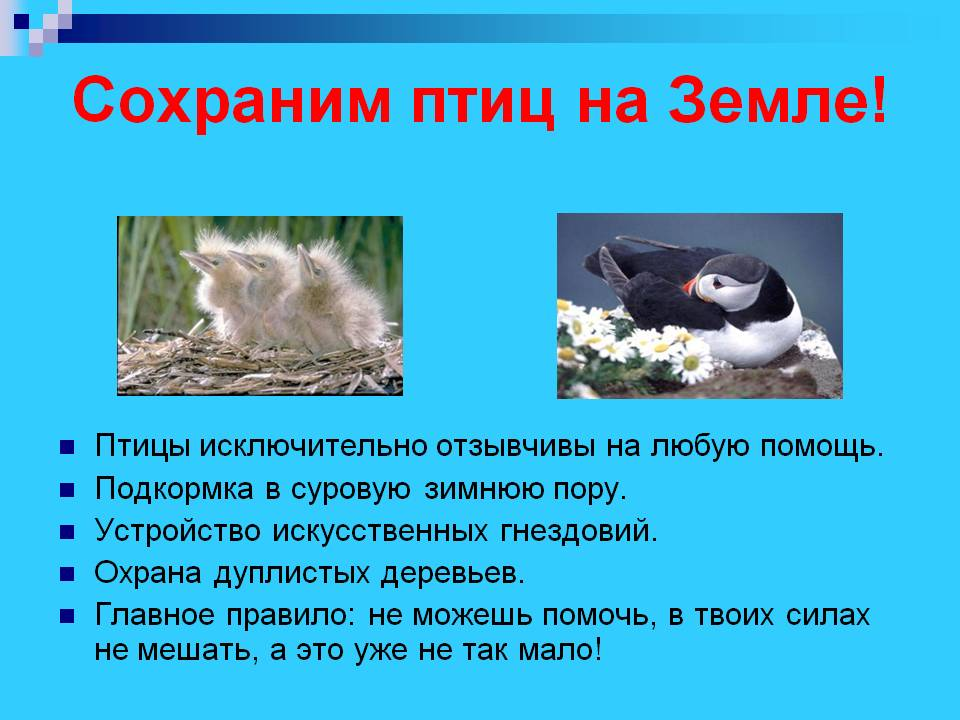 Сохраним птиц на Земле!
Птицы исключительно отзывчивы на любую помощь.
Подкормка в суровую зимнюю пору.
Устройство искусственных гнездовий.
Охрана дуплистых деревьев.
Главное правило: не можешь помочь, в твоих силах
не мешать, а это уже не так мало!